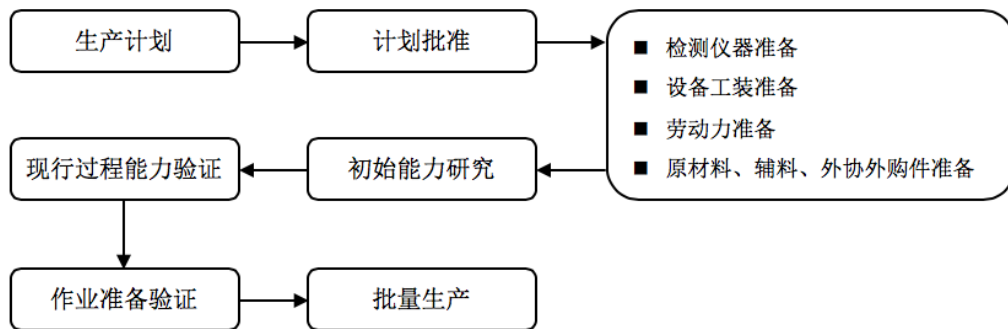 生产计划
计划批准
■ 检测仪器准备
■ 设备工装准备
■ 劳动力准备
■ 原材料、辅料、外协外购件准备
初始能力研究
现行过程能力验证
作业准备验证
批量生产